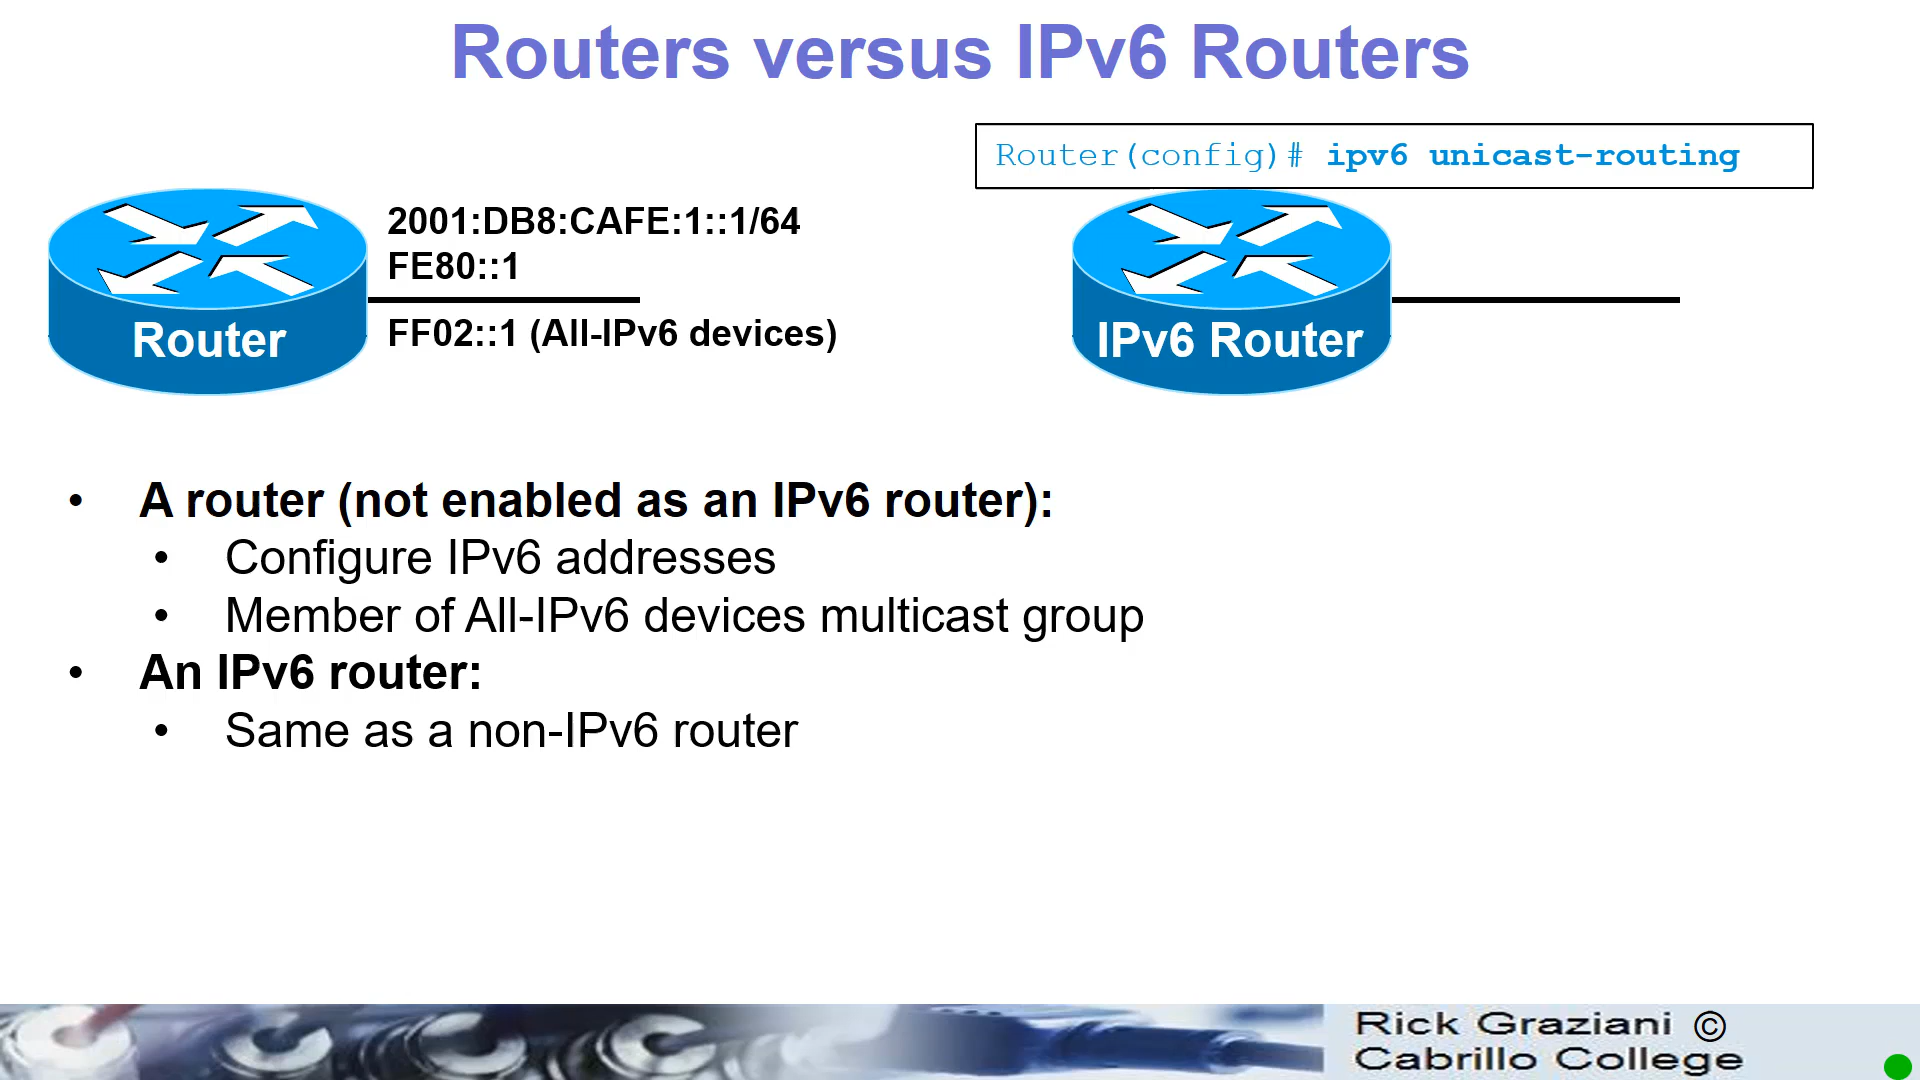 Routers versus IPv6 Routers
Router(config)# ipv6 unicast-routing
2001:DB8:CAFE:1::1/64
FE80::1
FF02::1 (All-IPv6 devices)
Router
IPv6 Router
• A router (not enabled as an IPv6 router):
• Configure IPv6 addresses
• Member of All-IPv6 devices multicast group
• An IPv6 router:
• Same as a non-IPv6 router
Rick Graziani ©
Cabrillo College